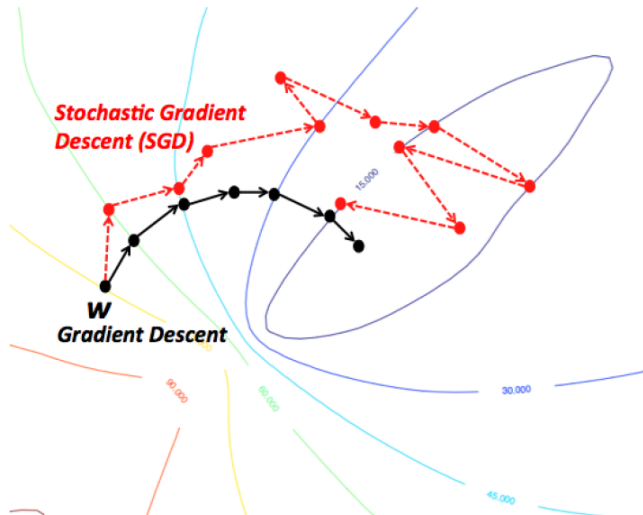 Stochastic Gradient
Descent (SGD)
15.000
W
Gradient Descent
90.000
60.000
30.000
45.000